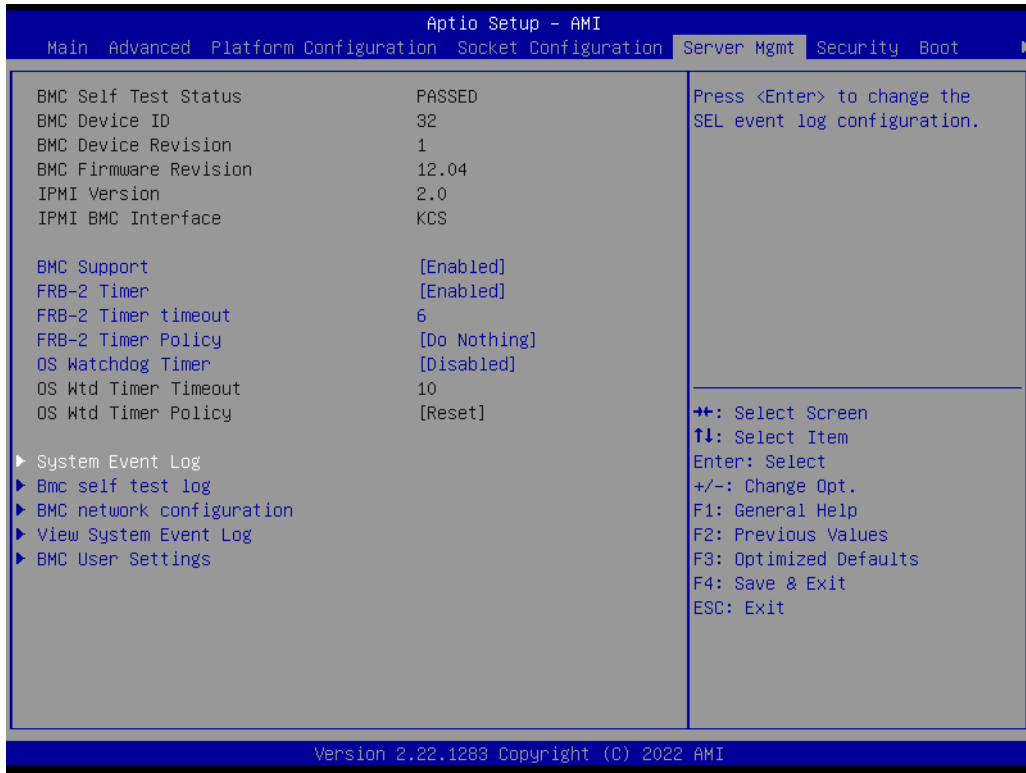 Aptio Setup – AMI
Main Advanced Platform Configuration Socket Configuration Server Mgmt Security Boot
BMC Self Test Status PASSED
BMC Device ID 32
BMC Device Revision 1
BMC Firmware Revision 12.04
IPMI Version 2.0
IPMI BMC Interface KCS
BMC Support [Enabled]
FRB-2 Timer [Enabled]
FRB-2 Timer timeout 6
FRB-2 Timer Policy [Do Nothing]
OS Watchdog Timer [Disabled]
OS Wtd Timer Timeout 10
OS Wtd Timer Policy [Reset]
System Event Log
Bmc self test log
BMC network configuration
View System Event Log
BMC User Settings
Press <Enter> to change the
SEL event log configuration.
→←: Select Screen
↑↓: Select Item
Enter: Select
+/-: Change Opt.
F1: General Help
F2: Previous Values
F3: Optimized Defaults
F4: Save & Exit
ESC: Exit
Version 2.22.1283 Copyright (C) 2022 AMI